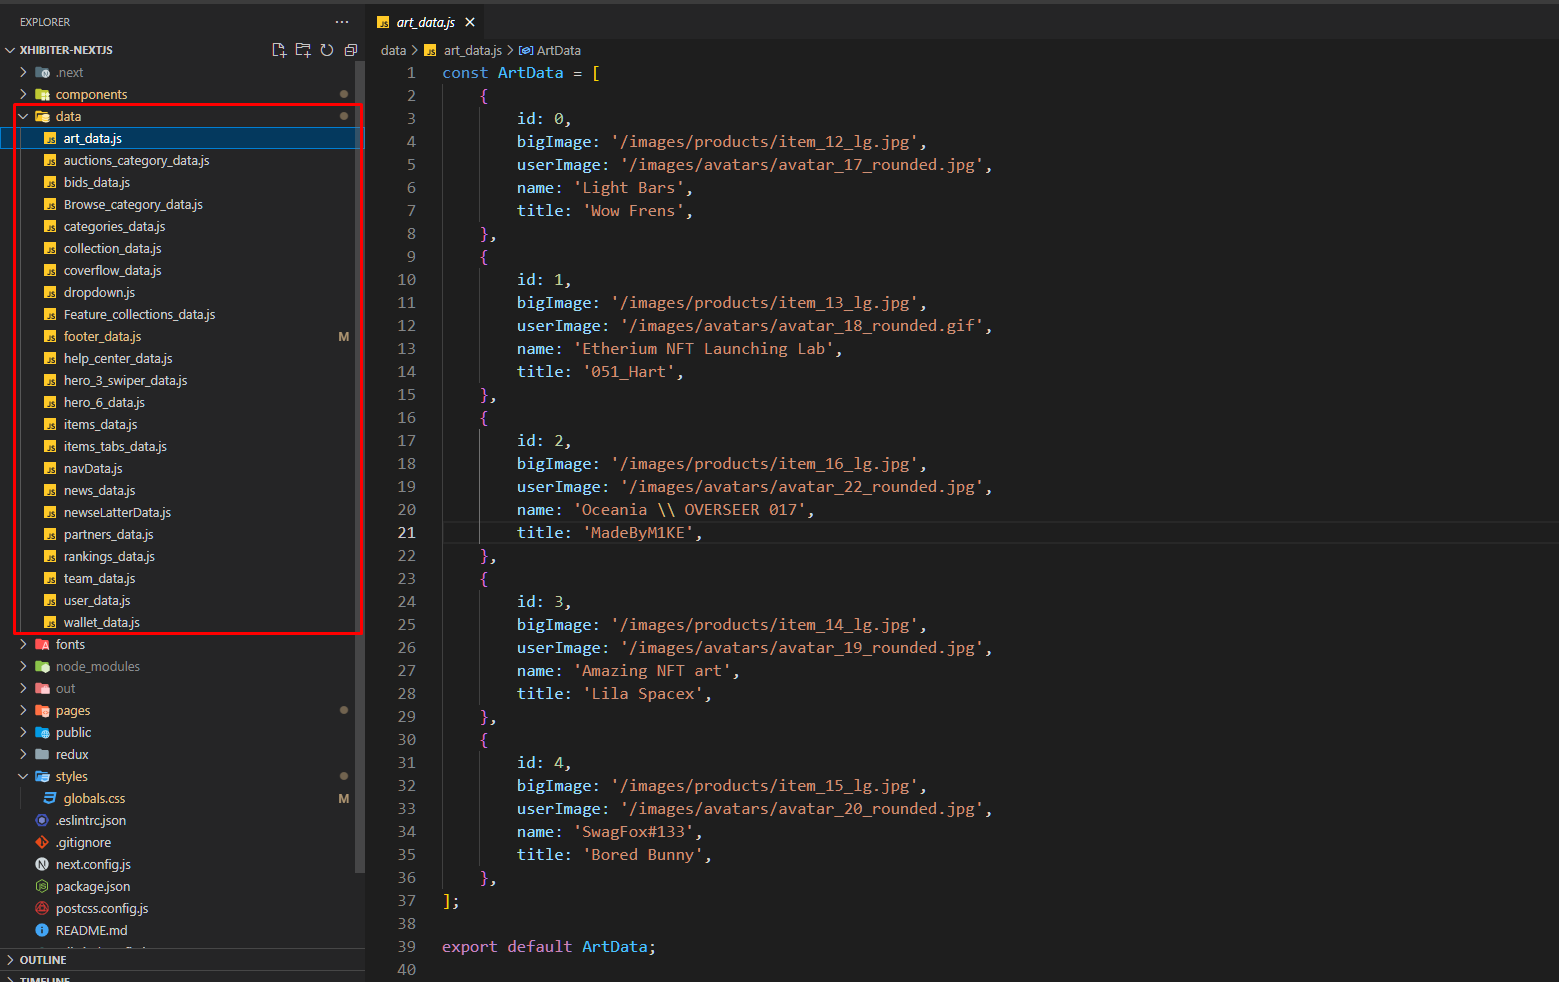 EXPLORER
XHIBITER-NEXTJS
.next
components
data
art_data.js
auctions_category_data.js
bids_data.js
Browse_category_data.js
categories_data.js
collection_data.js
coverflow_data.js
dropdown.js
Feature_collections_data.js
footer_data.js M
help_center_data.js
hero_3_swiper_data.js
hero_6_data.js
items_data.js
items_tabs_data.js
navData.js
news_data.js
newseLatterData.js
partners_data.js
rankings_data.js
team_data.js
user_data.js
wallet_data.js
fonts
node_modules
out
pages
public
redux
styles
globals.css M
.eslintrc.json
.gitignore
next.config.js
package.json
postcss.config.js
README.md
OUTLINE
TIMELINE
art_data.js
data > art_data.js > ArtData
1 const ArtData = [
2 {
3 id: 0,
4 bigImage: '/images/products/item_12_lg.jpg',
5 userImage: '/images/avatars/avatar_17_rounded.jpg',
6 name: 'Light Bars',
7 title: 'Wow Frens',
8 },
9 {
10 id: 1,
11 bigImage: '/images/products/item_13_lg.jpg',
12 userImage: '/images/avatars/avatar_18_rounded.gif',
13 name: 'Etherium NFT Launching Lab',
14 title: '051_Hart',
15 },
16 {
17 id: 2,
18 bigImage: '/images/products/item_16_lg.jpg',
19 userImage: '/images/avatars/avatar_22_rounded.jpg',
20 name: 'Oceania \\ OVERSEER 017',
21 title: 'MadeByM1KE',
22 },
23 {
24 id: 3,
25 bigImage: '/images/products/item_14_lg.jpg',
26 userImage: '/images/avatars/avatar_19_rounded.jpg',
27 name: 'Amazing NFT art',
28 title: 'Lila Spacex',
29 },
30 {
31 id: 4,
32 bigImage: '/images/products/item_15_lg.jpg',
33 userImage: '/images/avatars/avatar_20_rounded.jpg',
34 name: 'SwagFox#133',
35 title: 'Bored Bunny',
36 },
37 ];
38
39 export default ArtData;
40